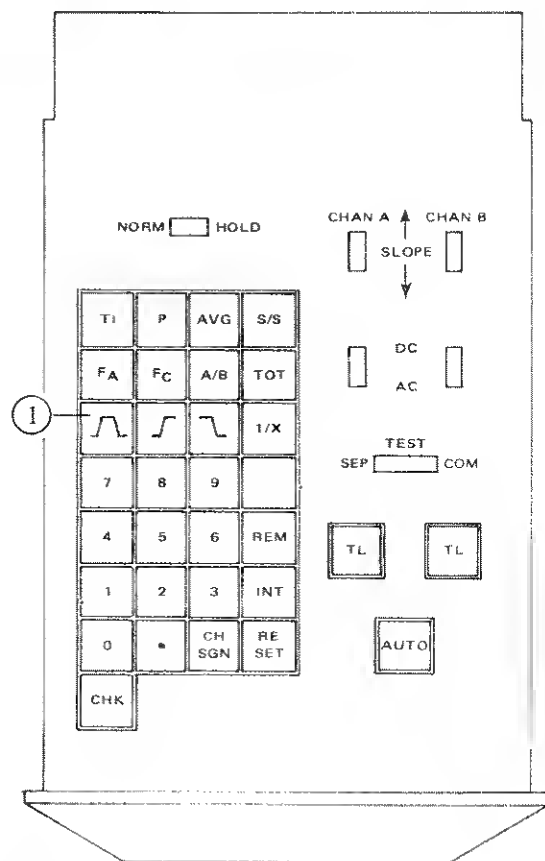 NORM HOLD
CHAN A CHAN B
SLOPE
TI P AVG S/S
FA FC A/B TOT
1
1/X
DC
AC
TEST
SEP COM
7 8 9
4 5 6 REM
TL TL
1 2 3 INT
0 • CH SGN RE SET
AUTO
CHK